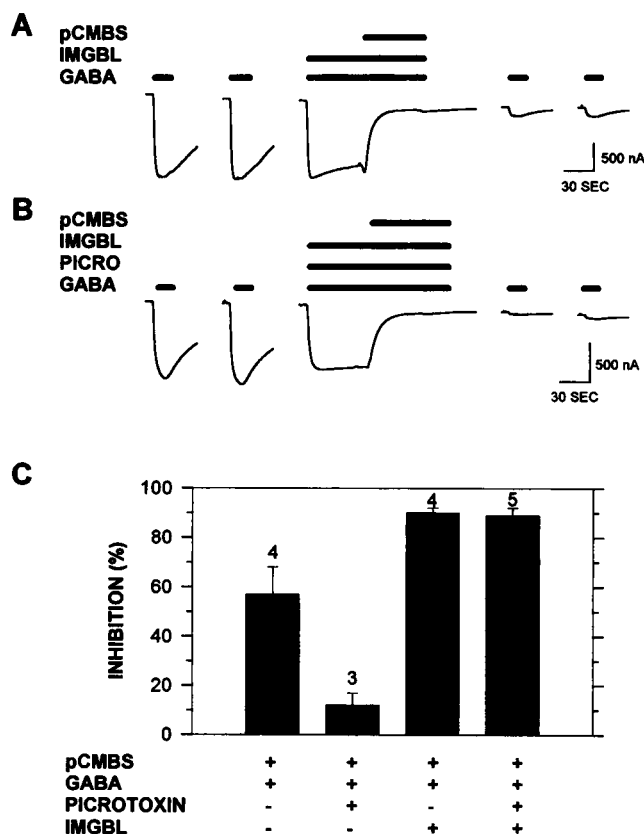 A
pCMBS
IMGBL
GABA
500 nA
30 SEC
B
pCMBS
IMGBL
PICRO
GABA
500 nA
30 SEC
C
100
80
60
40
20
0
INHIBITION (%)
4
3
4
5
pCMBS + + + +
GABA + + + +
PICROTOXIN - + - +
IMGBL - - + +